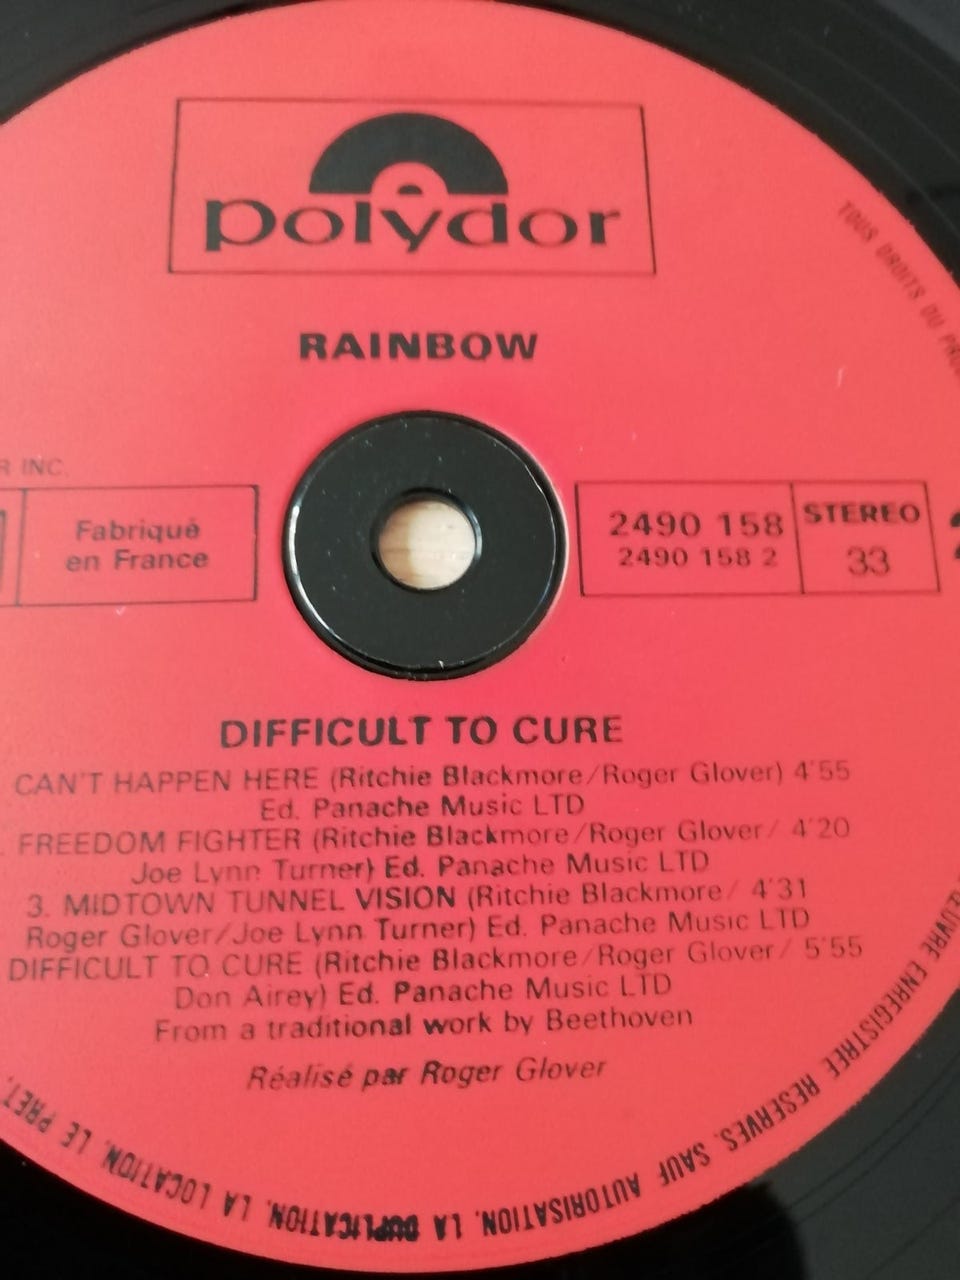 polydor
RAINBOW
TOUS DROITS DU
INC.
Fabriqué
en France
2490 158
2490 158 2
STEREO
33
DIFFICULT TO CURE
CAN'T HAPPEN HERE (Ritchie Blackmore/Roger Glover) 4'55
Ed. Panache Music LTD
FREEDOM FIGHTER (Ritchie Blackmore/Roger Glover/ 4'20
Joe Lynn Turner) Ed. Panache Music LTD
3. MIDTOWN TUNNEL VISION (Ritchie Blackmore/ 4'31
Roger Glover/Joe Lynn Turner) Ed. Panache Music LTD
DIFFICULT TO CURE (Ritchie Blackmore/Roger Glover/ 5'55
Don Airey) Ed. Panache Music LTD
From a traditional work by Beethoven
Réalisé par Roger Glover
ŒUVRE ENREGISTREE RESERVES. SAUF AUTORISATION, LA DUPLICATION, LA LOCATION, LE PRET,